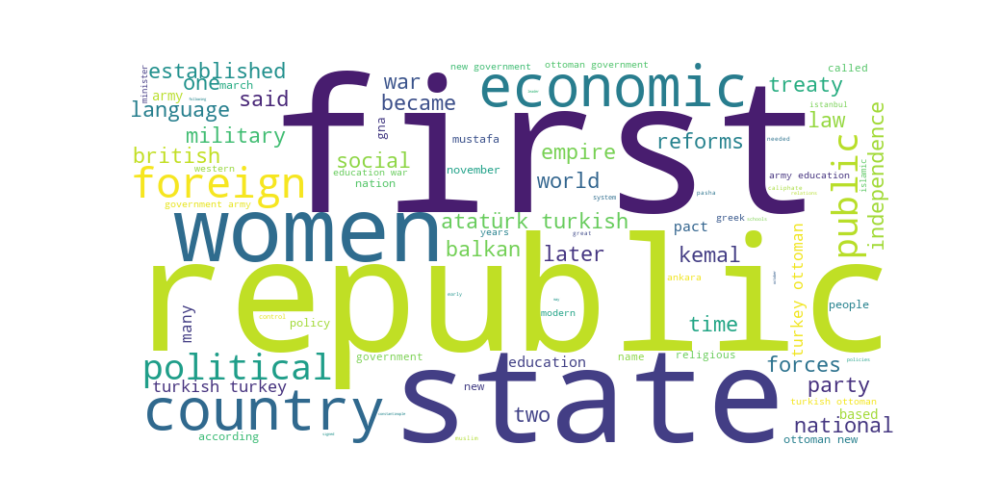 new government
ottoman government
called
minister
established
one
march
war
first
economic
treaty
army
said
became
istanbul
language
gna
law
independence
military
mustafa
reforms
needed
public
british
social
empire
western
education war
november
world
army education
islamic
foreign
nation
caliphate
pasha
relatives
system
government army
women
atatürk turkish
greek
schools
years
great
pact
turkey ottoman
balkan
later
kemal
republic
ankara
early
many
control
policy
modern
time
people
political
government
state
education
name
religious
forces
policies
turkish turkey
new
party
country
two
turkish ottoman
based
national
according
muslim
ottoman new